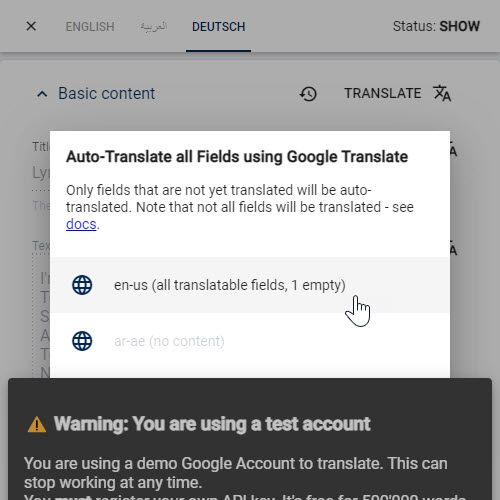 ENGLISH العربية DEUTSCH Status: SHOW
Basic content TRANSLATE
Auto-Translate all Fields using Google Translate
Only fields that are not yet translated will be auto-
translated. Note that not all fields will be translated - see
docs.
en-us (all translatable fields, 1 empty)
ar-ae (no content)
Warning: You are using a test account
You are using a demo Google Account to translate. This can
stop working at any time.
You must register your own API key. It's free for 500'000 words